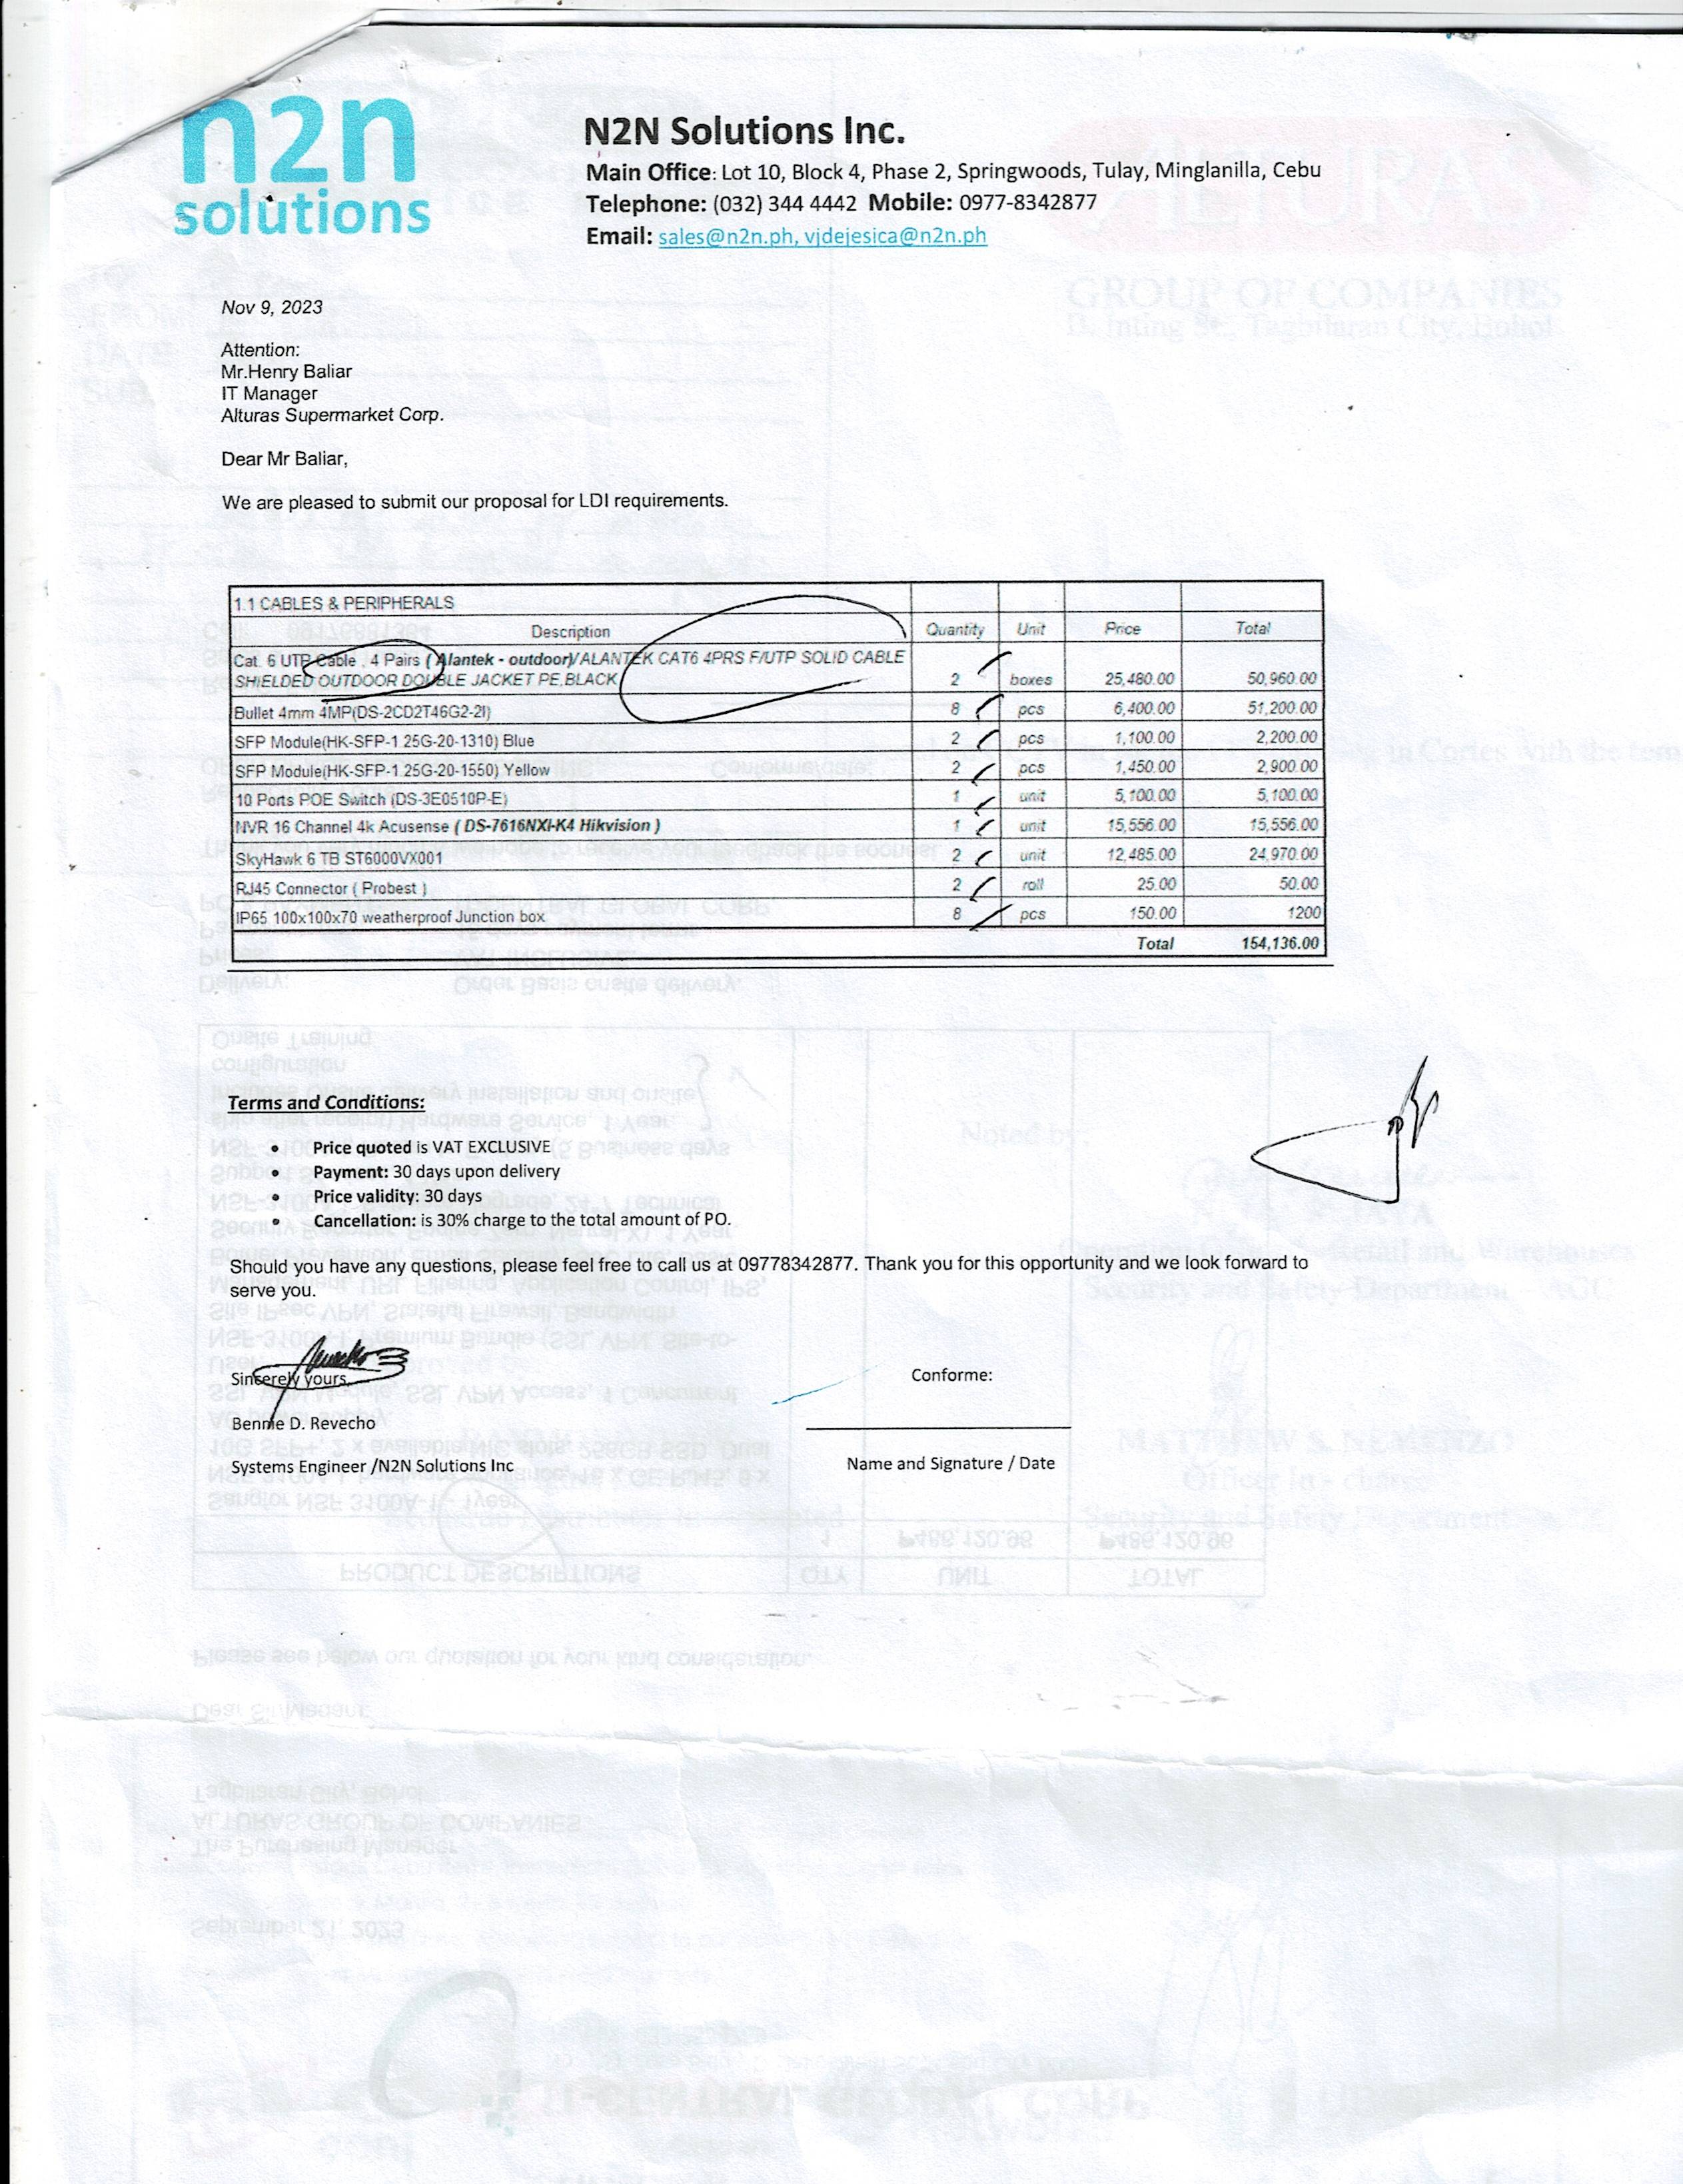 n2n
solutions
N2N Solutions Inc.
Main Office: Lot 10, Block 4, Phase 2, Springwoods, Tulay, Minglanilla, Cebu
Telephone: (032) 344 4442 Mobile: 0977-8342877
Email: sales@n2n.ph, vjdejesica@n2n.ph
GROUP OF COMPANIES
Nov 9, 2023
Attention:
Mr.Henry Baliar
IT Manager
Alturas Supermarket Corp.
Dear Mr Baliar,
We are pleased to submit our proposal for LDI requirements.
1.1 CABLES & PERIPHERALS
Description Quantity Unit Price Total
Cat. 6 UTP Cable , 4 Pairs ( Alantek - outdoor)/ALANTEK CAT6 4PRS F/UTP SOLID CABLE
SHIELDED OUTDOOR DOUBLE JACKET PE,BLACK 2 boxes 25,480.00 50,960.00
Bullet 4mm 4MP(DS-2CD2T46G2-2I) 8 pcs 6,400.00 51,200.00
SFP Module(HK-SFP-1.25G-20-1310) Blue 2 pcs 1,100.00 2,200.00
SFP Module(HK-SFP-1.25G-20-1550) Yellow 2 pcs 1,450.00 2,900.00
10 Ports POE Switch (DS-3E0510P-E) 1 unit 5,100.00 5,100.00
NVR 16 Channel 4k Acusense ( DS-7616NXI-K4 Hikvision ) 1 unit 15,556.00 15,556.00
SkyHawk 6 TB ST6000VX001 2 unit 12,485.00 24,970.00
RJ45 Connector ( Probest ) 2 roll 25.00 50.00
IP65 100x100x70 weatherproof Junction box 8 pcs 150.00 1200
Total 154,136.00
Terms and Conditions:
• Price quoted is VAT EXCLUSIVE
• Payment: 30 days upon delivery
• Price validity: 30 days
• Cancellation: is 30% charge to the total amount of PO.
Should you have any questions, please feel free to call us at 09778342877. Thank you for this opportunity and we look forward to
serve you.
Sincerely yours,
Conforme:
Bennie D. Revecho
Systems Engineer /N2N Solutions Inc
Name and Signature / Date